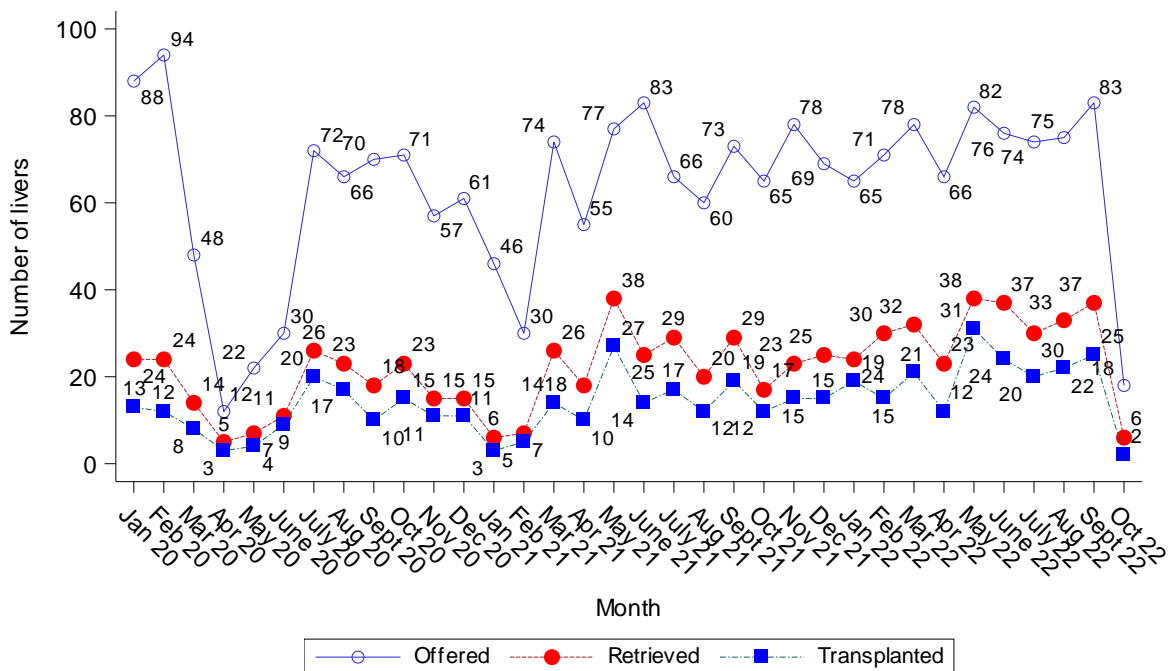 Number of livers
100
80
60
40
20
0
88 94 48 22 12 30 72 66 70 71 57 61 46 30 74 55 77 83 66 60 73 65 78 69 65 71 78 66 82 76 74 75 83 18
24 24 14 5 7 11 26 23 18 23 15 15 6 7 26 18 38 25 29 20 29 17 23 25 24 30 32 23 38 37 30 33 37 6
13 12 8 3 4 9 20 17 10 15 11 11 3 5 14 10 27 14 17 12 19 12 15 15 19 15 21 12 31 24 20 22 25 2
Jan 20
Feb 20
Mar 20
Apr 20
May 20
June 20
July 20
Aug 20
Sept 20
Oct 20
Nov 20
Dec 20
Jan 21
Feb 21
Mar 21
Apr 21
May 21
June 21
July 21
Aug 21
Sept 21
Oct 21
Nov 21
Dec 21
Jan 22
Feb 22
Mar 22
Apr 22
May 22
June 22
July 22
Aug 22
Sept 22
Oct 22
Month
Offered Retrieved Transplanted